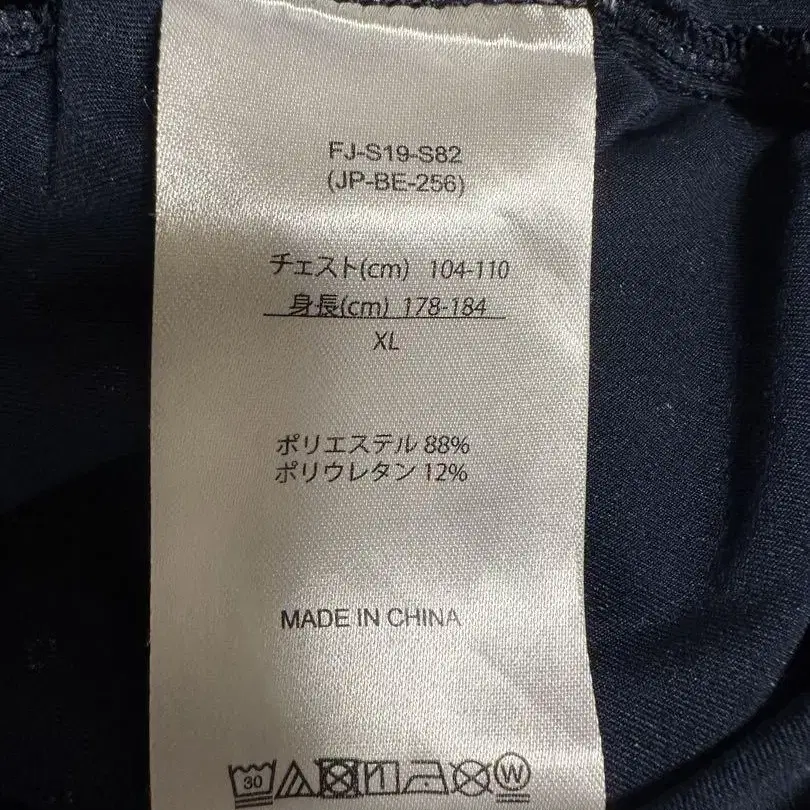 FJ-S19-S82
(JP-BE-256)
チェスト(cm) 104-110
身長(cm) 178-184
XL
ポリエステル 88%
ポリウレタン 12%
MADE IN CHINA
30 W